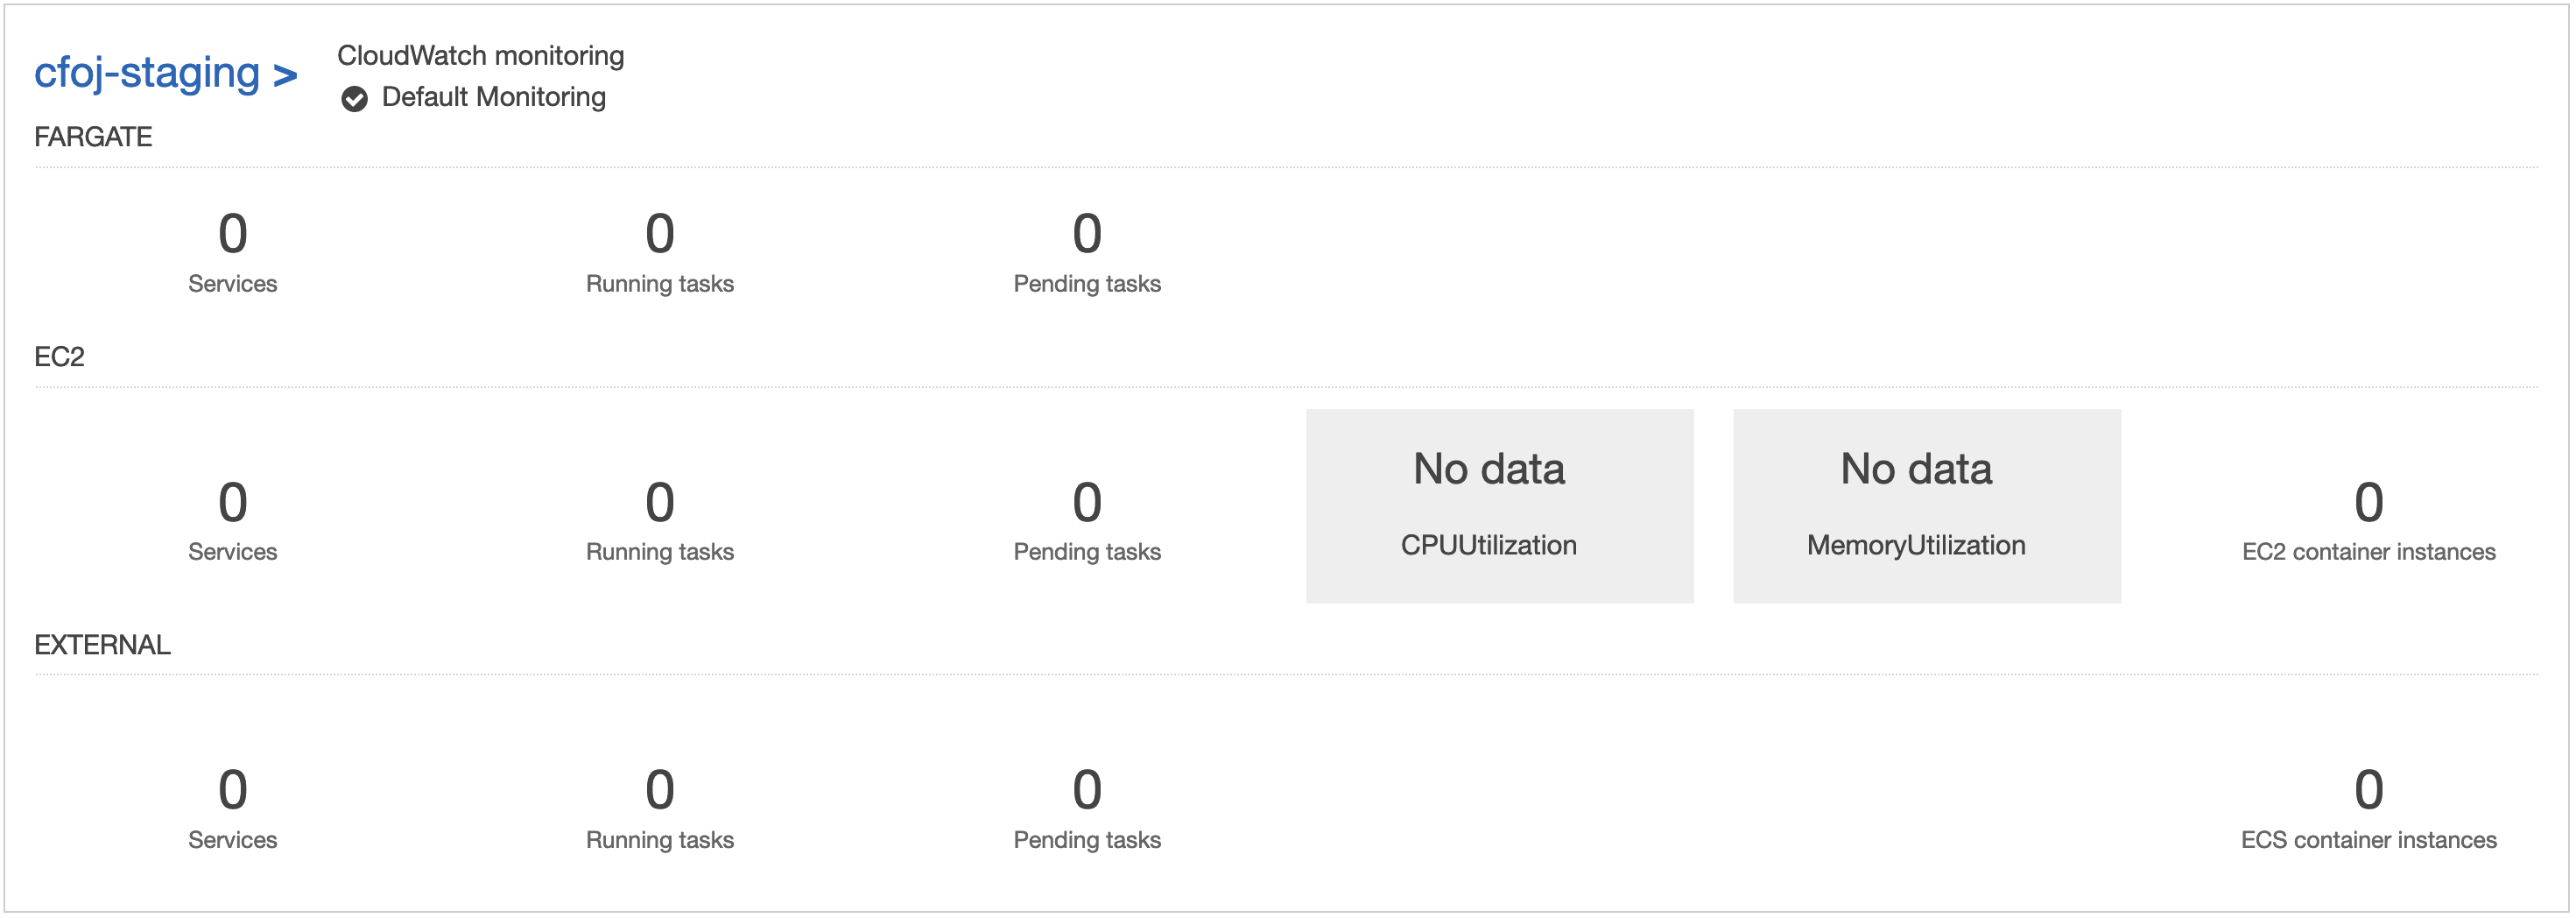 cfoj-staging >
CloudWatch monitoring
Default Monitoring
FARGATE
0 0 0
Services Running tasks Pending tasks
EC2
No data No data
0 0 0 0
CPUUtilization MemoryUtilization
Services Running tasks Pending tasks EC2 container instances
EXTERNAL
0 0 0 0
Services Running tasks Pending tasks ECS container instances